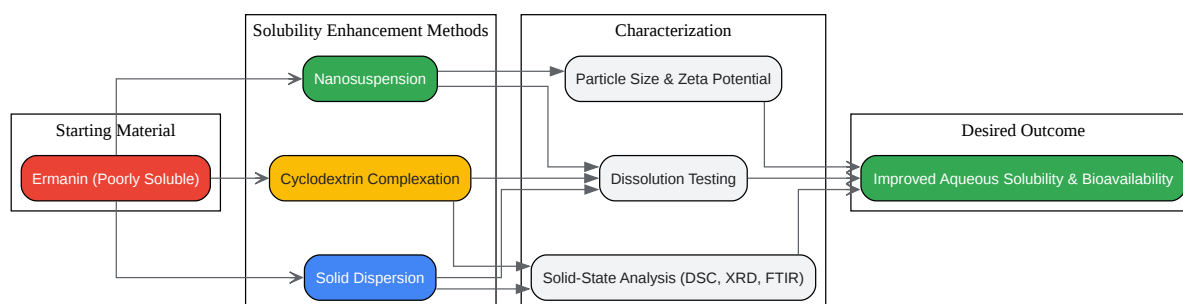 Starting Material
Ermanin (Poorly Soluble)
Solubility Enhancement Methods
Nanosuspension
Cyclodextrin Complexation
Solid Dispersion
Characterization
Particle Size & Zeta Potential
Dissolution Testing
Solid-State Analysis (DSC, XRD, FTIR)
Desired Outcome
Improved Aqueous Solubility & Bioavailability